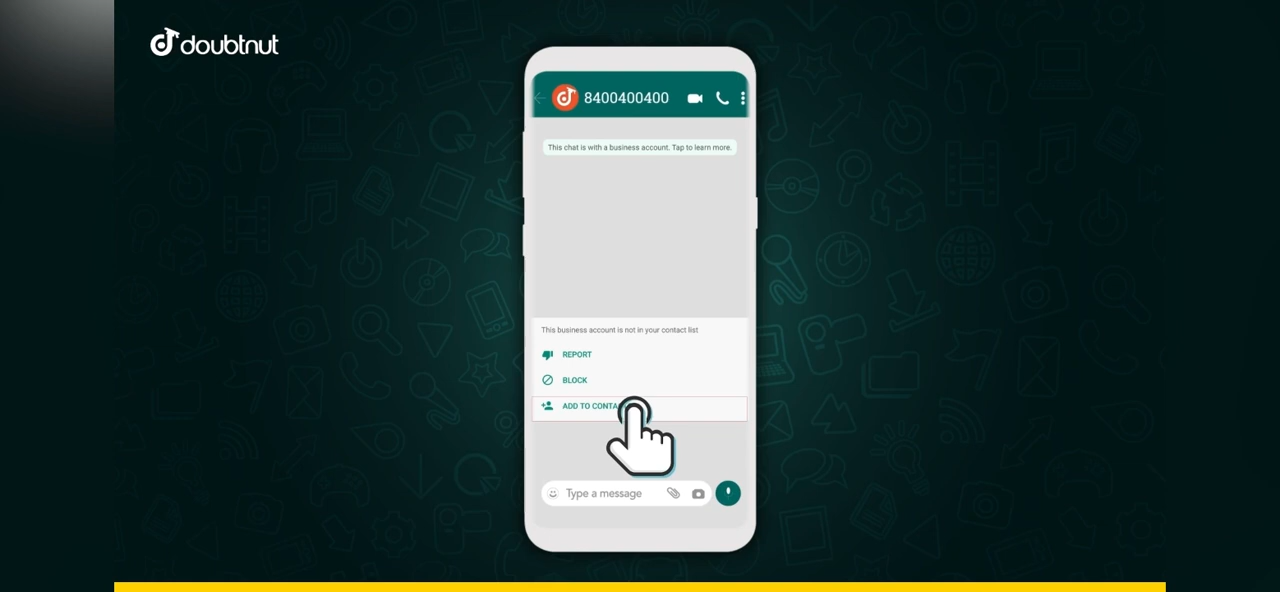 doubtnut
8400400400
This chat is with a business account. Tap to learn more.
This business account is not in your contact list
REPORT
BLOCK
ADD TO
Type a message